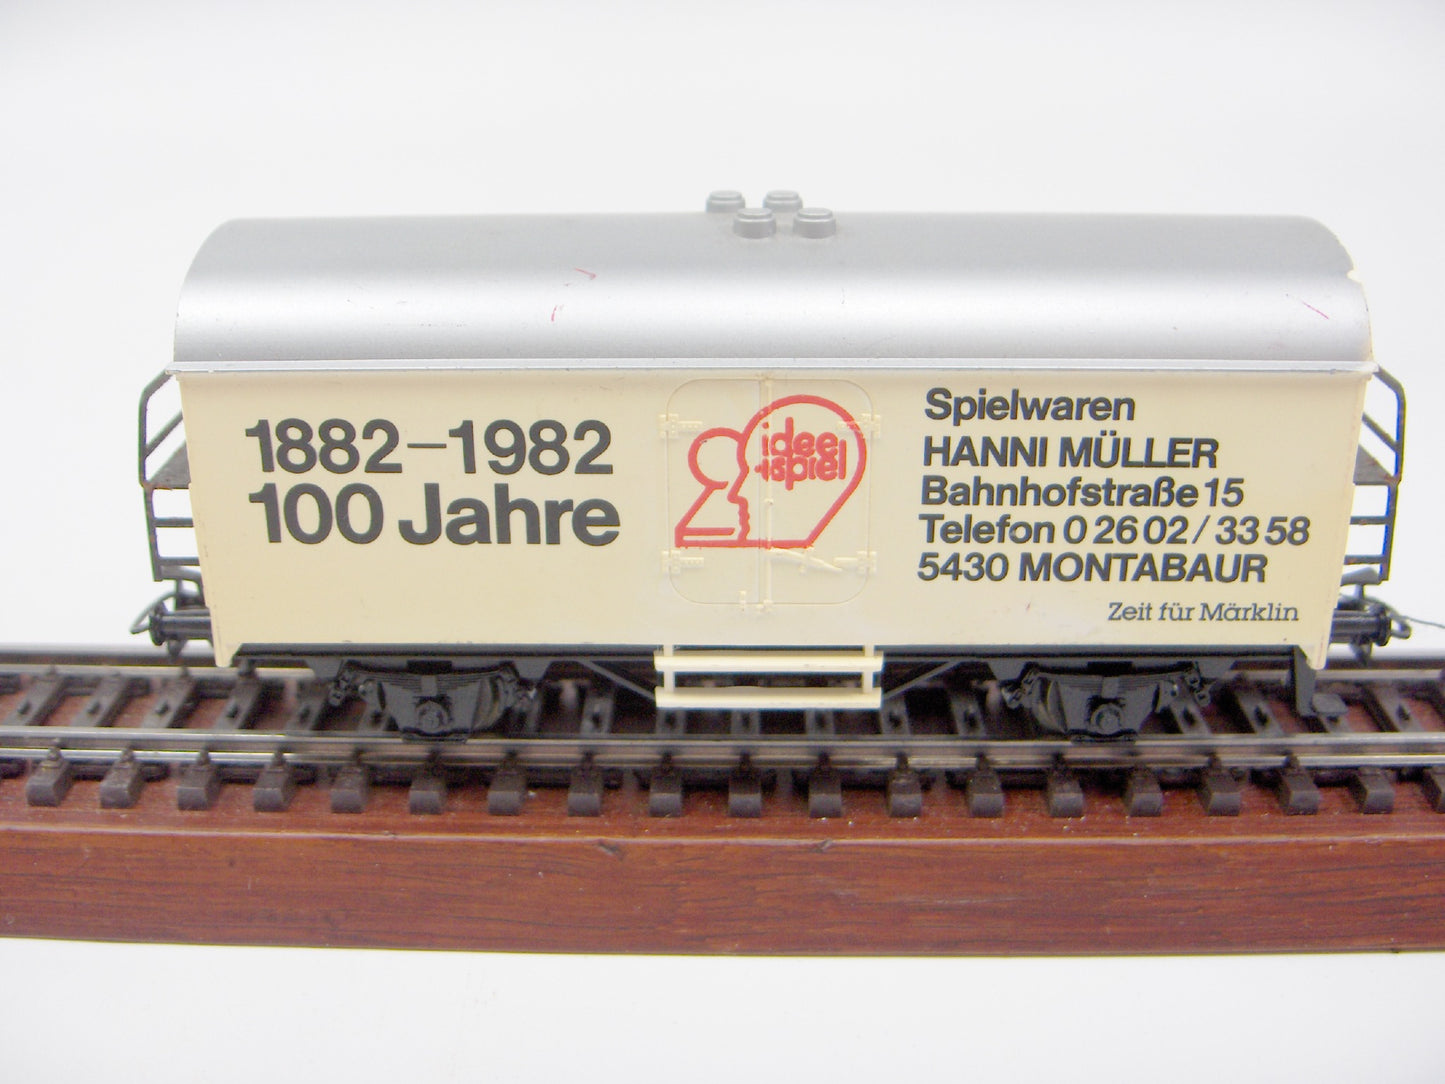 1882–1982
100 Jahre
idee
+spiel
Spielwaren
HANNI MÜLLER
Bahnhofstraße 15
Telefon 0 26 02 / 33 58
5430 MONTABAUR
Zeit für Märklin